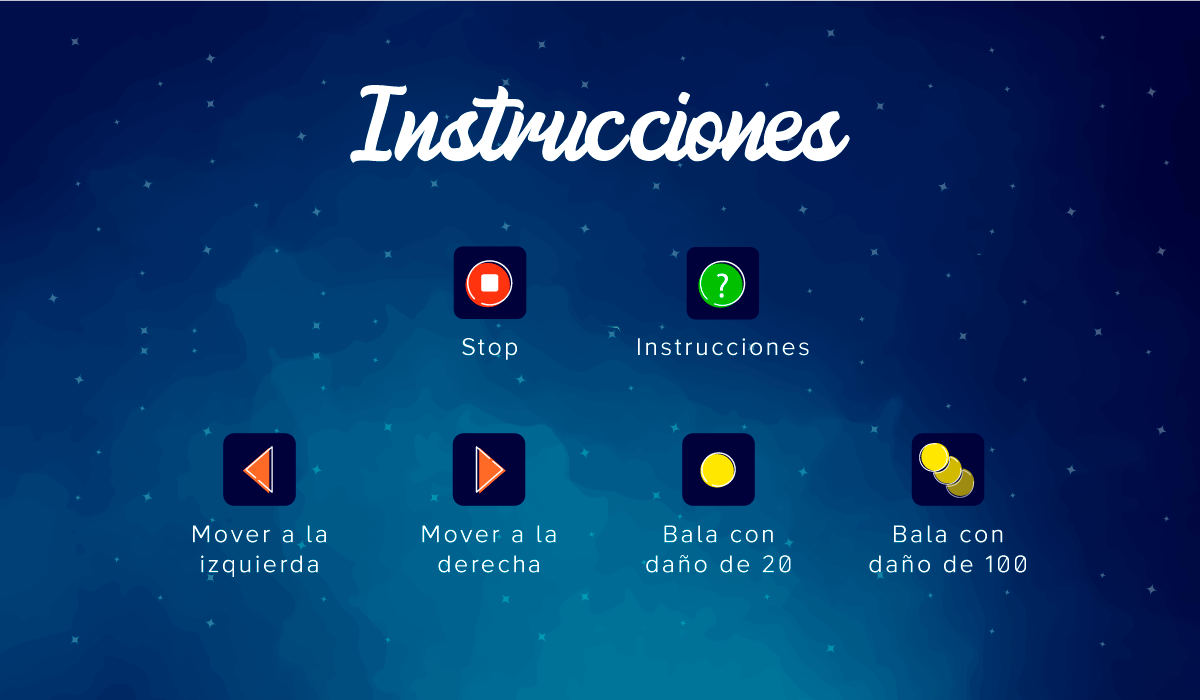 Instrucciones
?
Stop
Instrucciones
Mover a la
izquierda
Mover a la
derecha
Bala con
daño de 20
Bala con
daño de 100